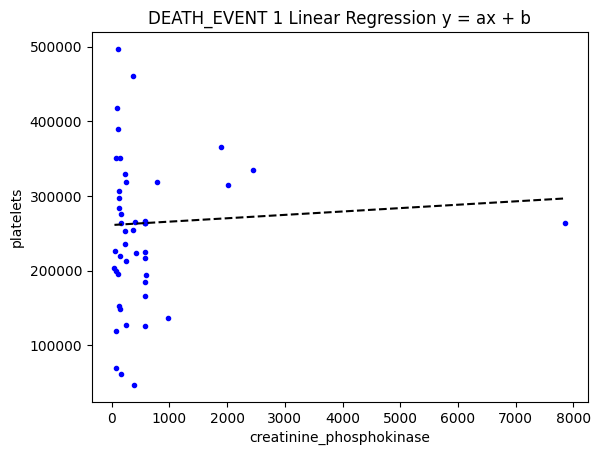 DEATH_EVENT 1 Linear Regression y = ax + b
500000
400000
300000
200000
100000
platelets
0 1000 2000 3000 4000 5000 6000 7000 8000
creatinine_phosphokinase